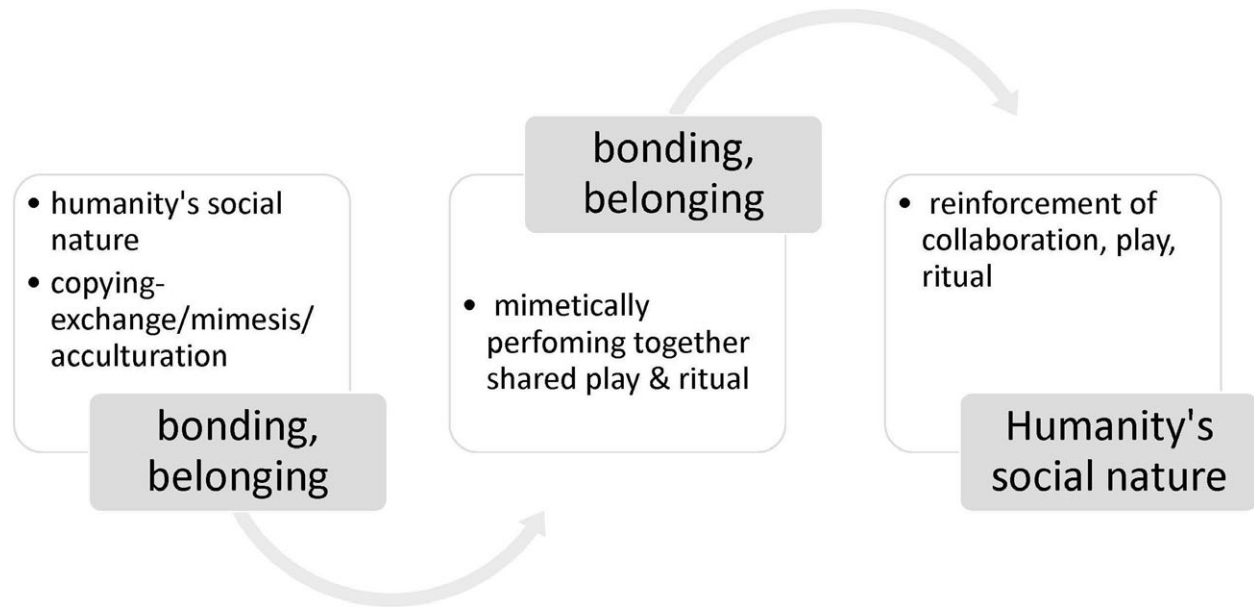 • humanity's social
nature
• copying-
exchange/mimesis/
acculturation
bonding,
belonging
bonding,
belonging
• mimetically
perfoming together
shared play & ritual
• reinforcement of
collaboration, play,
ritual
Humanity's
social nature